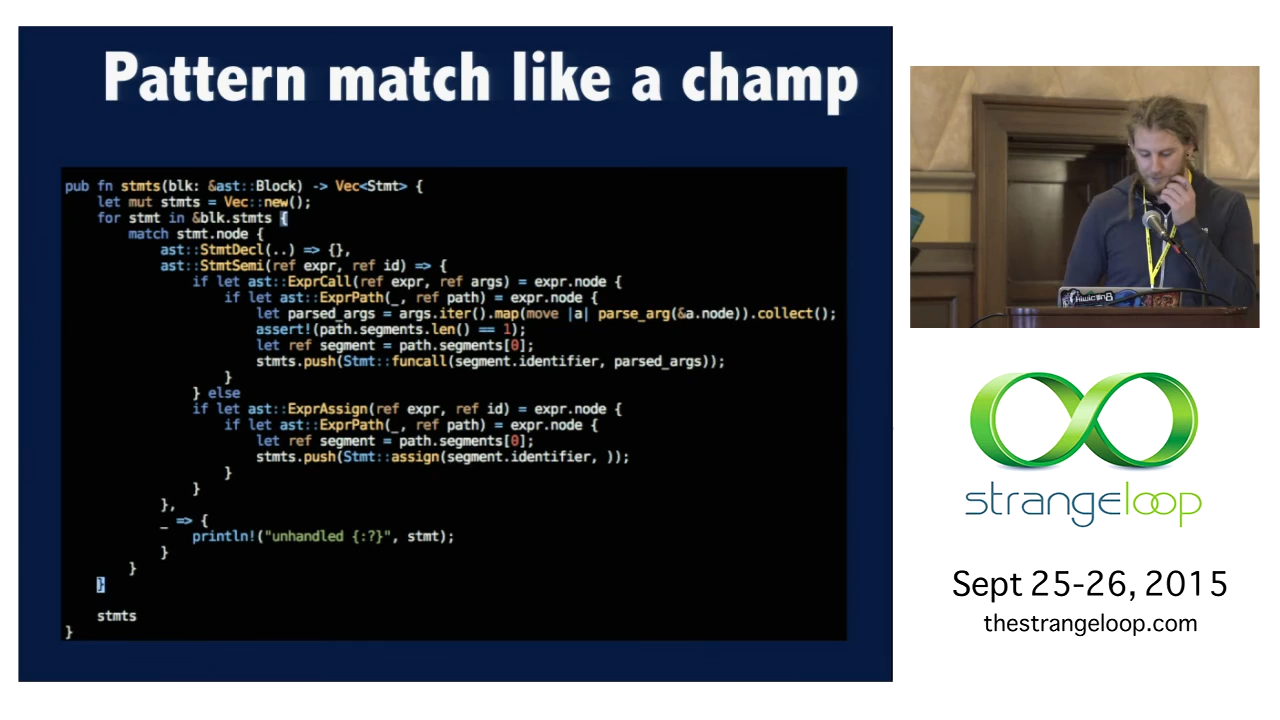 Pattern match like a champ
pub fn stmts(blk: &ast::Block) -> Vec<Stmt> {
    let mut stmts = Vec::new();
    for stmt in &blk.stmts {
        match stmt.node {
            ast::StmtDecl(..) => {},
            ast::StmtSemi(ref expr, ref id) => {
                if let ast::ExprCall(ref expr, ref args) = expr.node {
                    if let ast::ExprPath(_, ref path) = expr.node {
                        let parsed_args = args.iter().map(move |a| parse_arg(&a.node)).collect();
                        assert!(path.segments.len() == 1);
                        let ref segment = path.segments[0];
                        stmts.push(Stmt::funcall(segment.identifier, parsed_args));
                    }
                } else
                if let ast::ExprAssign(ref expr, ref id) = expr.node {
                    if let ast::ExprPath(_, ref path) = expr.node {
                        let ref segment = path.segments[0];
                        stmts.push(Stmt::assign(segment.identifier, ));
                    }
                }
            },
            _ => {
                println!("unhandled {:?}", stmt);
            }
        }
    }
    stmts
}
strangeloop
Sept 25-26, 2015
thestrangeloop.com